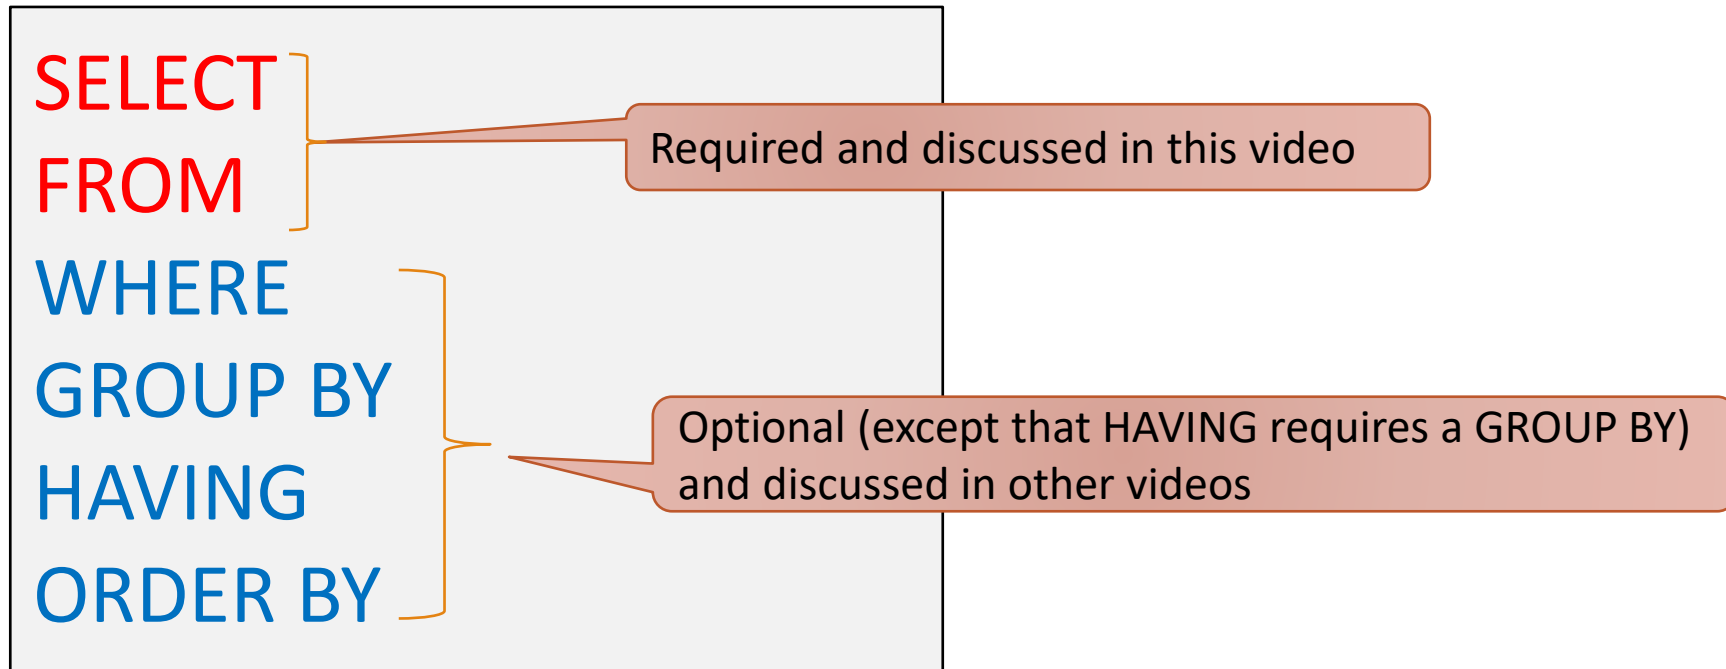 SELECT
FROM
Required and discussed in this video
WHERE
GROUP BY
HAVING
ORDER BY
Optional (except that HAVING requires a GROUP BY)
and discussed in other videos